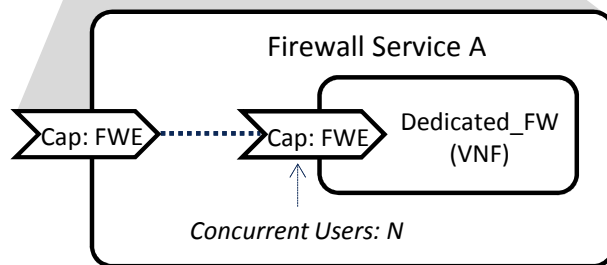 Firewall Service A
Cap: FWE
Cap: FWE
Dedicated_FW
(VNF)
Concurrent Users: N